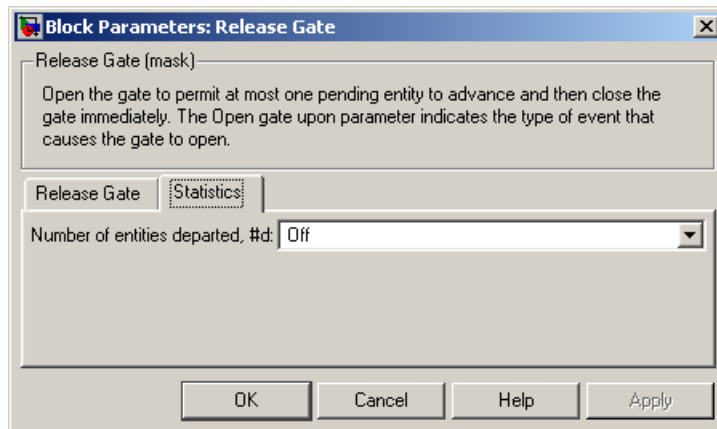 Block Parameters: Release Gate
Release Gate (mask)
Open the gate to permit at most one pending entity to advance and then close the
gate immediately. The Open gate upon parameter indicates the type of event that
causes the gate to open.
Release Gate Statistics
Number of entities departed, #d: Off
OK Cancel Help Apply